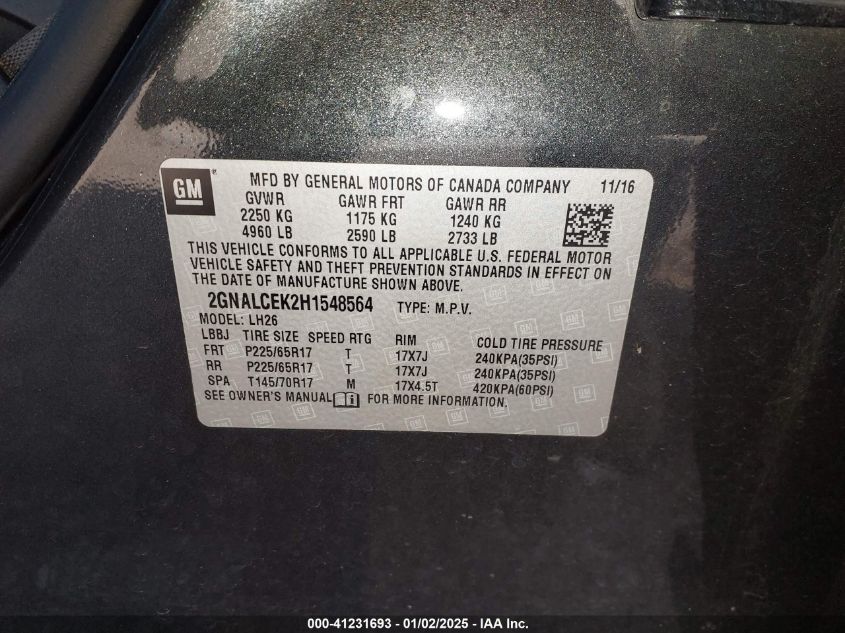 GM MFD BY GENERAL MOTORS OF CANADA COMPANY 11/16
GVWR GAWR FRT GAWR RR
2250 KG 1175 KG 1240 KG
4960 LB 2590 LB 2733 LB
THIS VEHICLE CONFORMS TO ALL APPLICABLE U.S. FEDERAL MOTOR
VEHICLE SAFETY AND THEFT PREVENTION STANDARDS IN EFFECT ON
THE DATE OF MANUFACTURE SHOWN ABOVE.
2GNALCEK2H1548564 TYPE: M.P.V.
MODEL: LH26
LBBJ TIRE SIZE SPEED RTG RIM COLD TIRE PRESSURE
FRT P225/65R17 T 17X7J 240KPA(35PSI)
RR P225/65R17 T 17X7J 240KPA(35PSI)
SPA T145/70R17 M 17X4.5T 420KPA(60PSI)
SEE OWNER'S MANUAL FOR MORE INFORMATION.
000-41231693 - 01/02/2025 - IAA Inc.